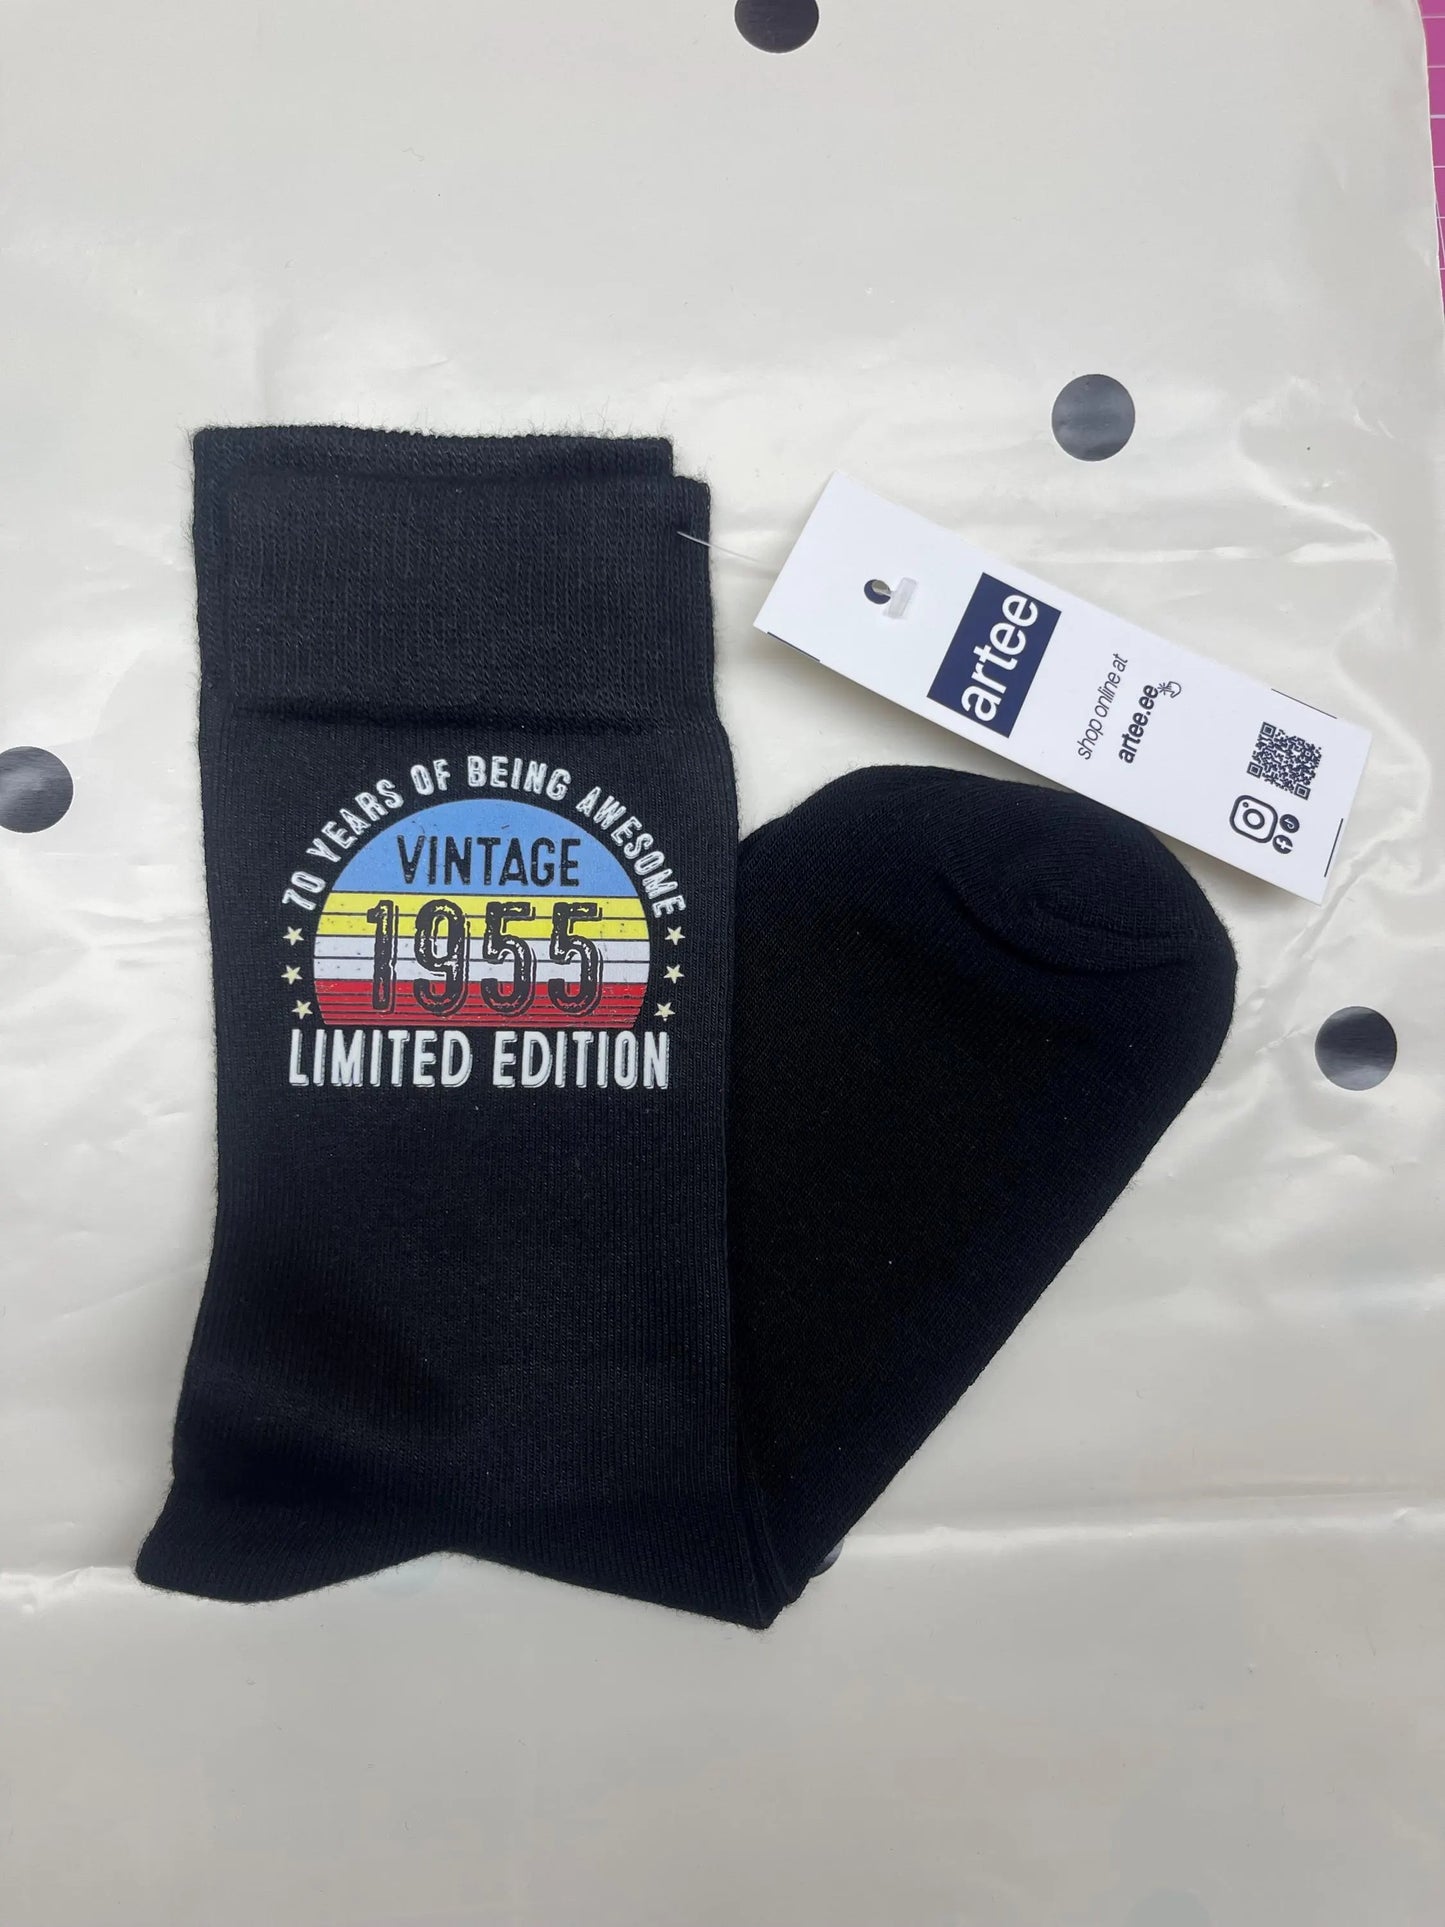 70 YEARS OF BEING AWESOME
VINTAGE
1955
LIMITED EDITION
artee
shop online at
artee.ee